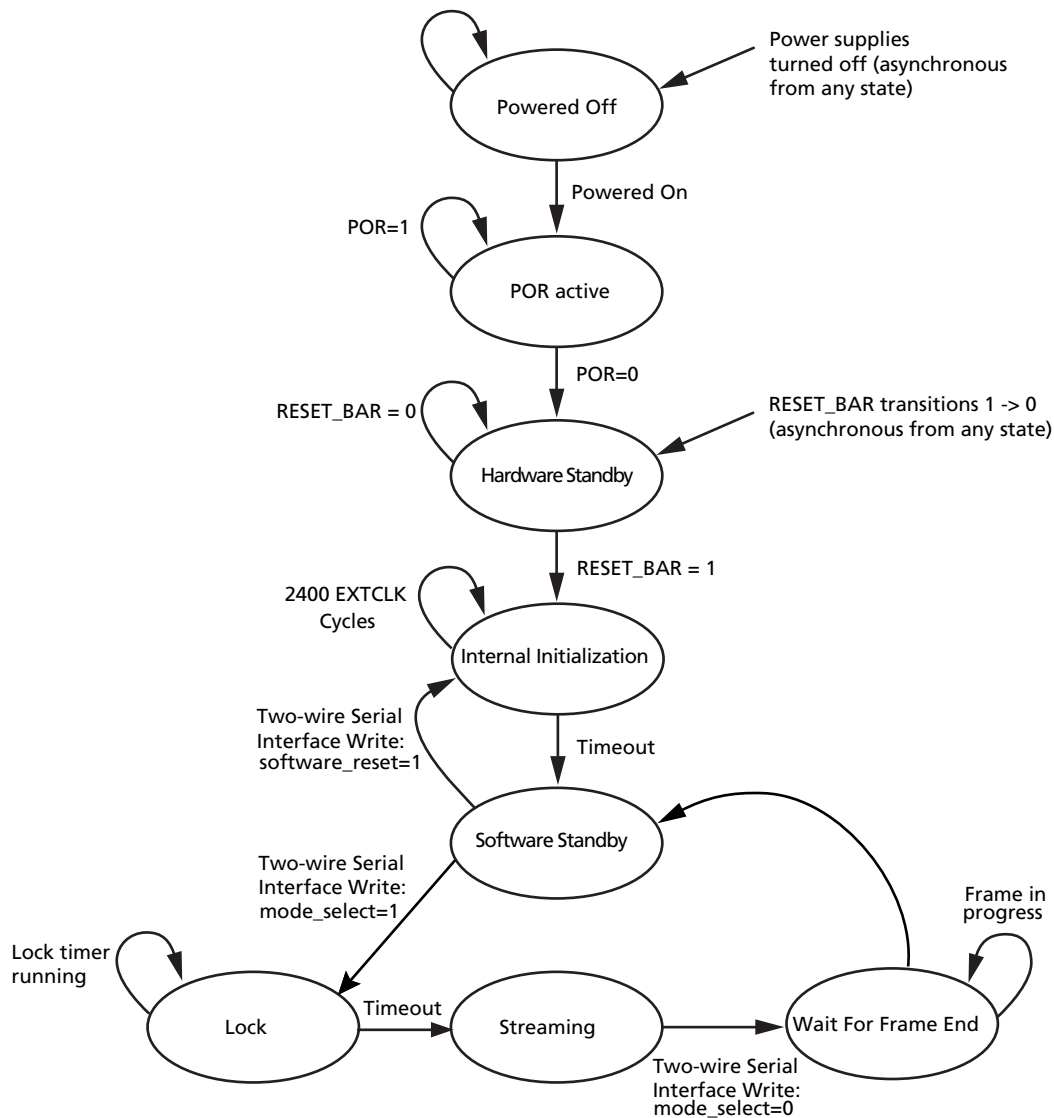 Power supplies
turned off (asynchronous
from any state)
Powered Off
Powered On
POR=1
POR active
POR=0
RESET_BAR = 0
RESET_BAR transitions 1 -> 0
(asynchronous from any state)
Hardware Standby
RESET_BAR = 1
2400 EXTCLK
Cycles
Internal Initialization
Two-wire Serial
Interface Write:
software_reset=1
Timeout
Software Standby
Two-wire Serial
Interface Write:
mode_select=1
Frame in
progress
Lock timer
running
Lock
Timeout
Streaming
Wait For Frame End
Two-wire Serial
Interface Write:
mode_select=0